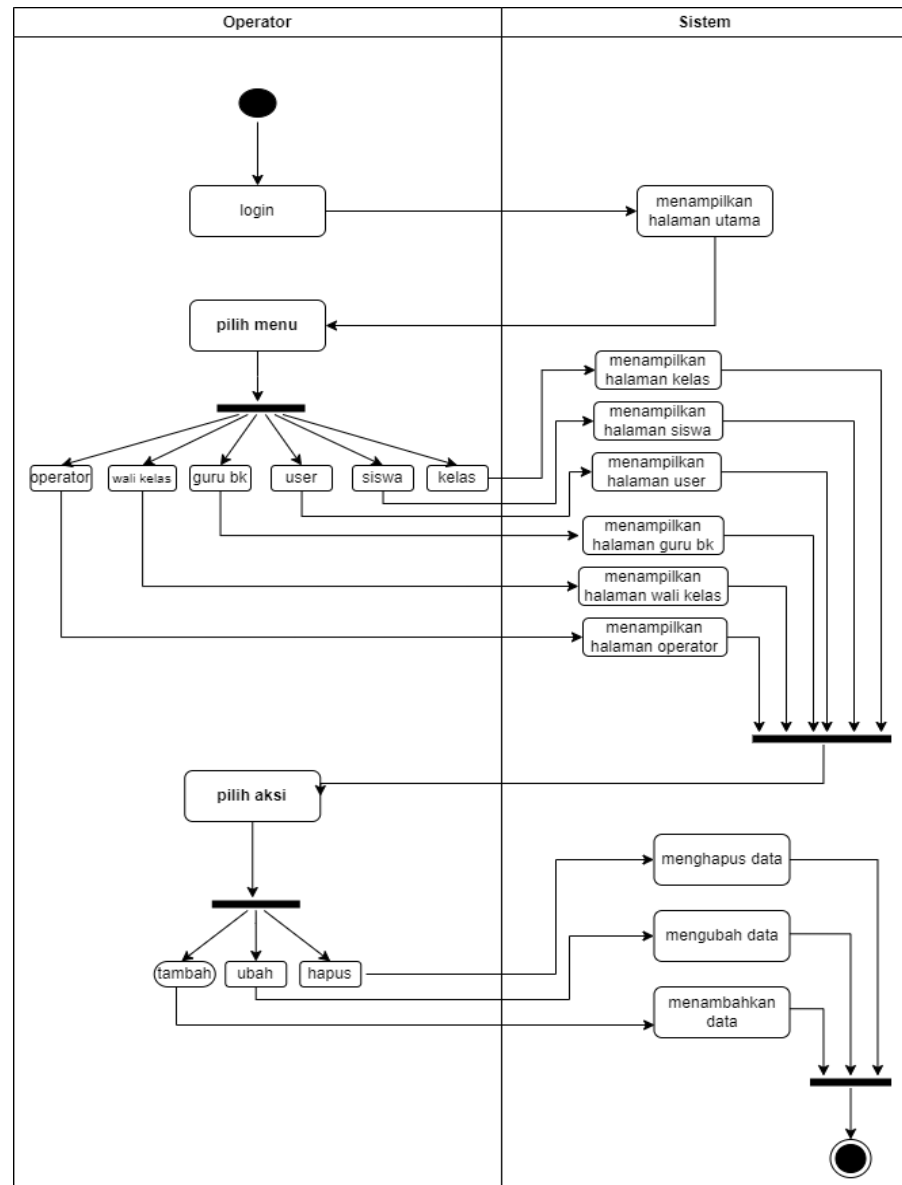 Operator
Sistem
login
menampilkan
halaman utama
pilih menu
menampilkan
halaman kelas
menampilkan
halaman siswa
operator
wali kelas
guru bk
user
siswa
kelas
menampilkan
halaman user
menampilkan
halaman guru bk
menampilkan
halaman wali kelas
menampilkan
halaman operator
pilih aksi
menghapus data
mengubah data
tambah
ubah
hapus
menambahkan
data